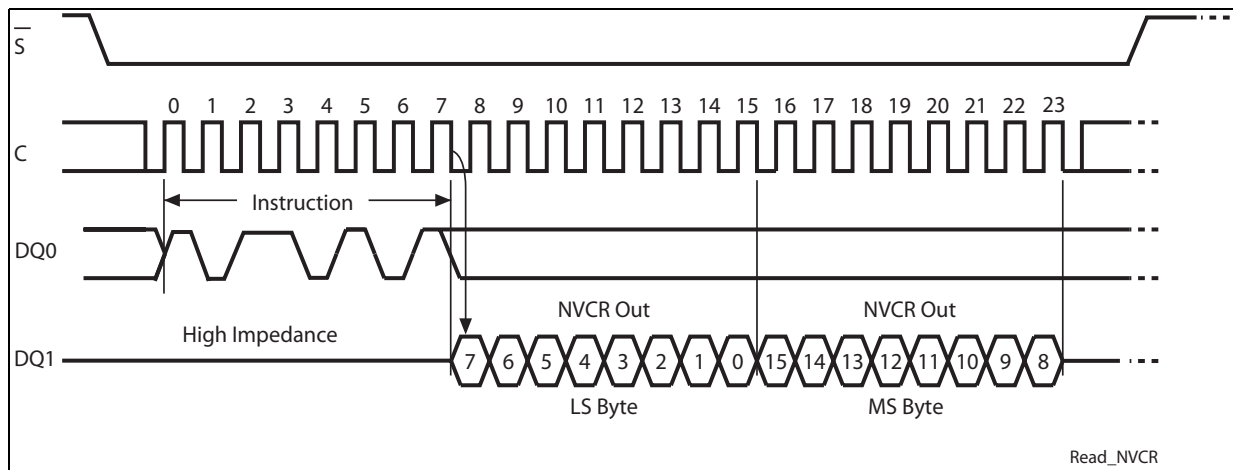 S
0 1 2 3 4 5 6 7 8 9 10 11 12 13 14 15 16 17 18 19 20 21 22 23
C
Instruction
DQ0
NVCR Out NVCR Out
High Impedance
DQ1 7 6 5 4 3 2 1 0 15 14 13 12 11 10 9 8
LS Byte MS Byte
Read_NVCR